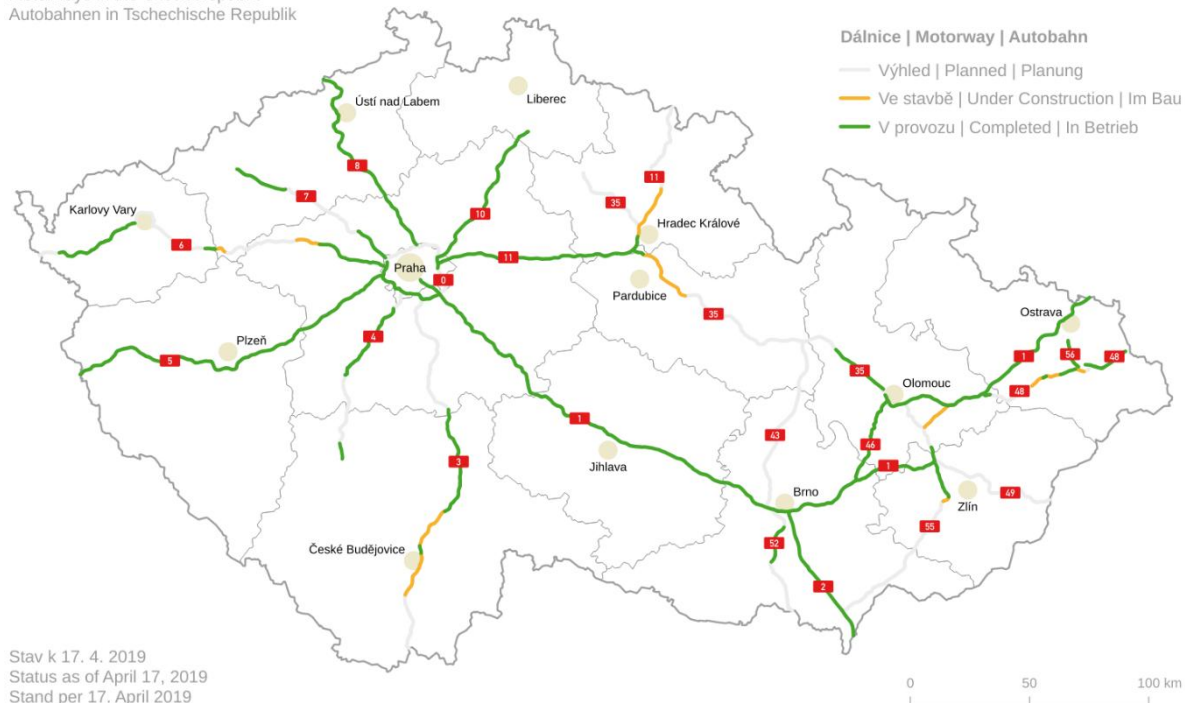 Autobahnen in Tschechische Republik
Dálnice | Motorway | Autobahn
Výhled | Planned | Planung
Ve stavbě | Under Construction | Im Bau
V provozu | Completed | In Betrieb
Ústí nad Labem
Liberec
8
11
7
35
10
Karlovy Vary
Hradec Králové
6
11
Praha
0
Pardubice
Ostrava
35
4
Plzeň
1
56
48
5
35
Olomouc
48
1
43
46
Jihlava
3
1
Brno
49
Zlín
55
České Budějovice
52
2
Stav k 17. 4. 2019
Status as of April 17, 2019
Stand per 17. April 2019
0
50
100 km